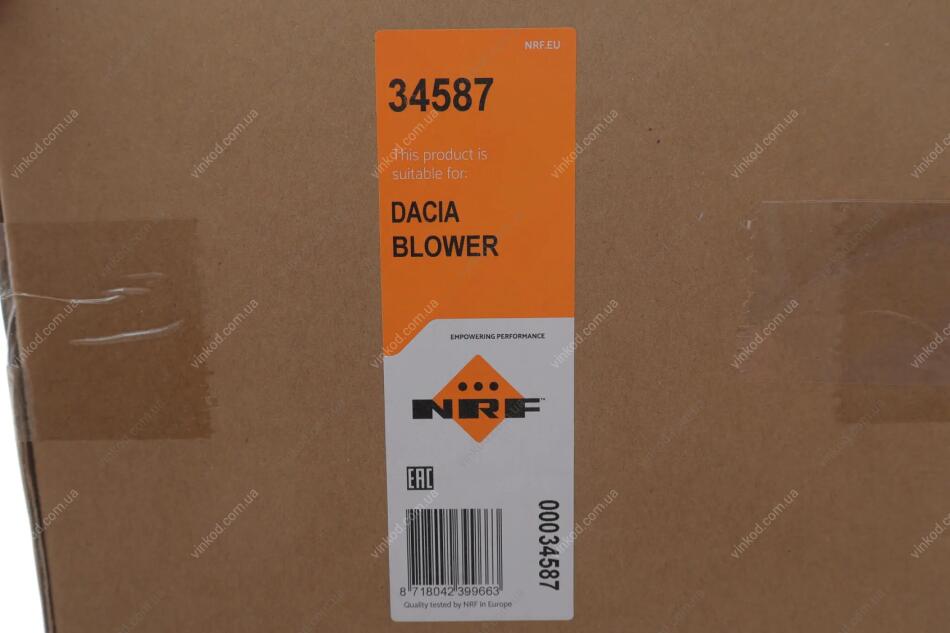 NRF.EU
34587
This product is
suitable for:
DACIA
BLOWER
EMPOWERING PERFORMANCE
NRF™
EAC
00034587
8 718042 399663
Quality tested by NRF in Europe
vinkod.com.ua